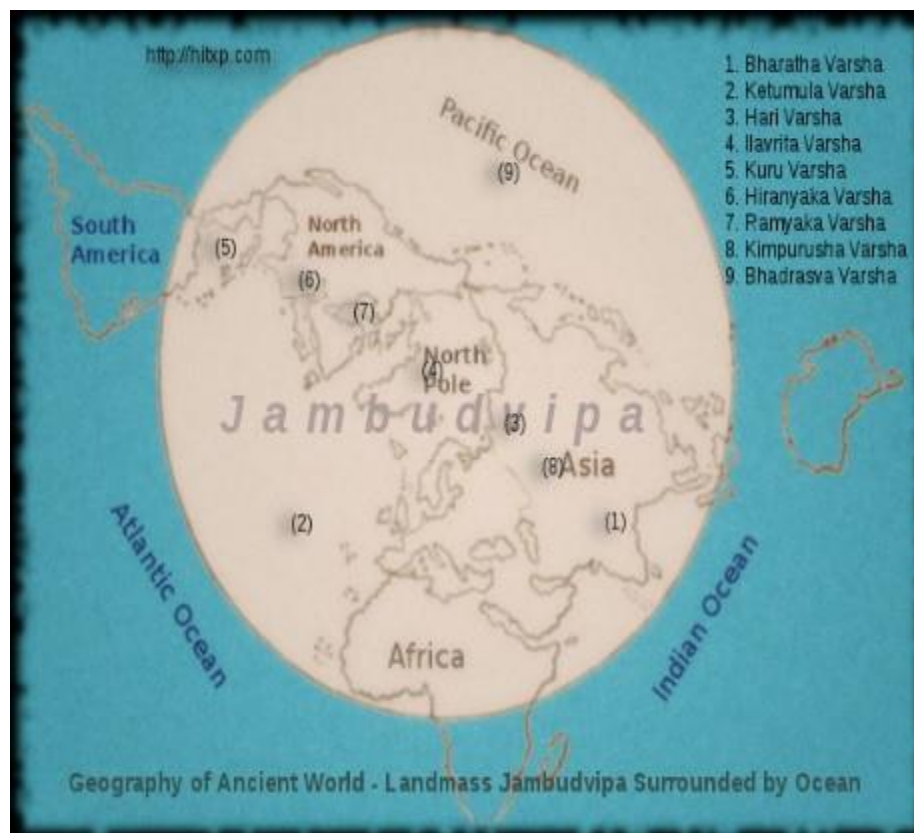 http://hitxp.com
1. Bharatha Varsha
2. Ketumula Varsha
3. Hari Varsha
4. Ilavrita Varsha
5. Kuru Varsha
6. Hiranyaka Varsha
7. Ramyaka Varsha
8. Kimpurusha Varsha
9. Bhadrasva Varsha
Pacific Ocean
(9)
South
America
North
America
(5)
(6)
(7)
North
(4)
Pole
Jambudvipa
(3)
(8)
Asia
(2)
(1)
Atlantic Ocean
Indian Ocean
Africa
Geography of Ancient World - Landmass Jambudvipa Surrounded by Ocean